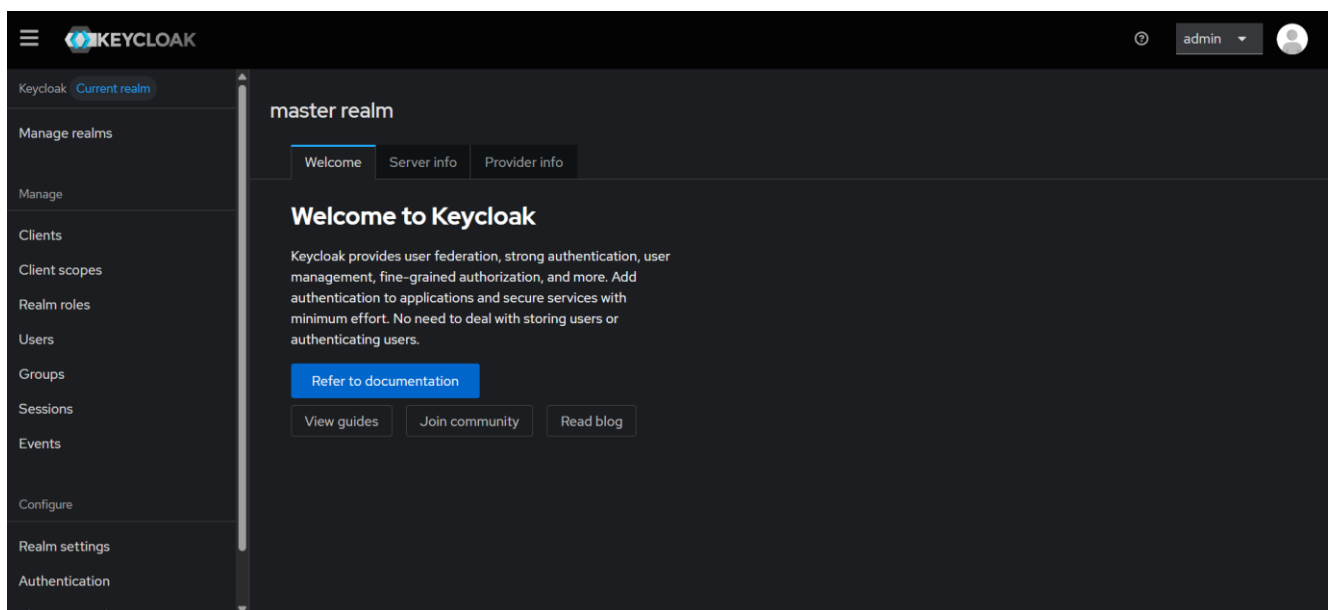 KEYCLOAK
admin
Keycloak Current realm
Manage realms
Manage
Clients
Client scopes
Realm roles
Users
Groups
Sessions
Events
Configure
Realm settings
Authentication
master realm
Welcome Server info Provider info
Welcome to Keycloak
Keycloak provides user federation, strong authentication, user
management, fine-grained authorization, and more. Add
authentication to applications and secure services with
minimum effort. No need to deal with storing users or
authenticating users.
Refer to documentation
View guides Join community Read blog